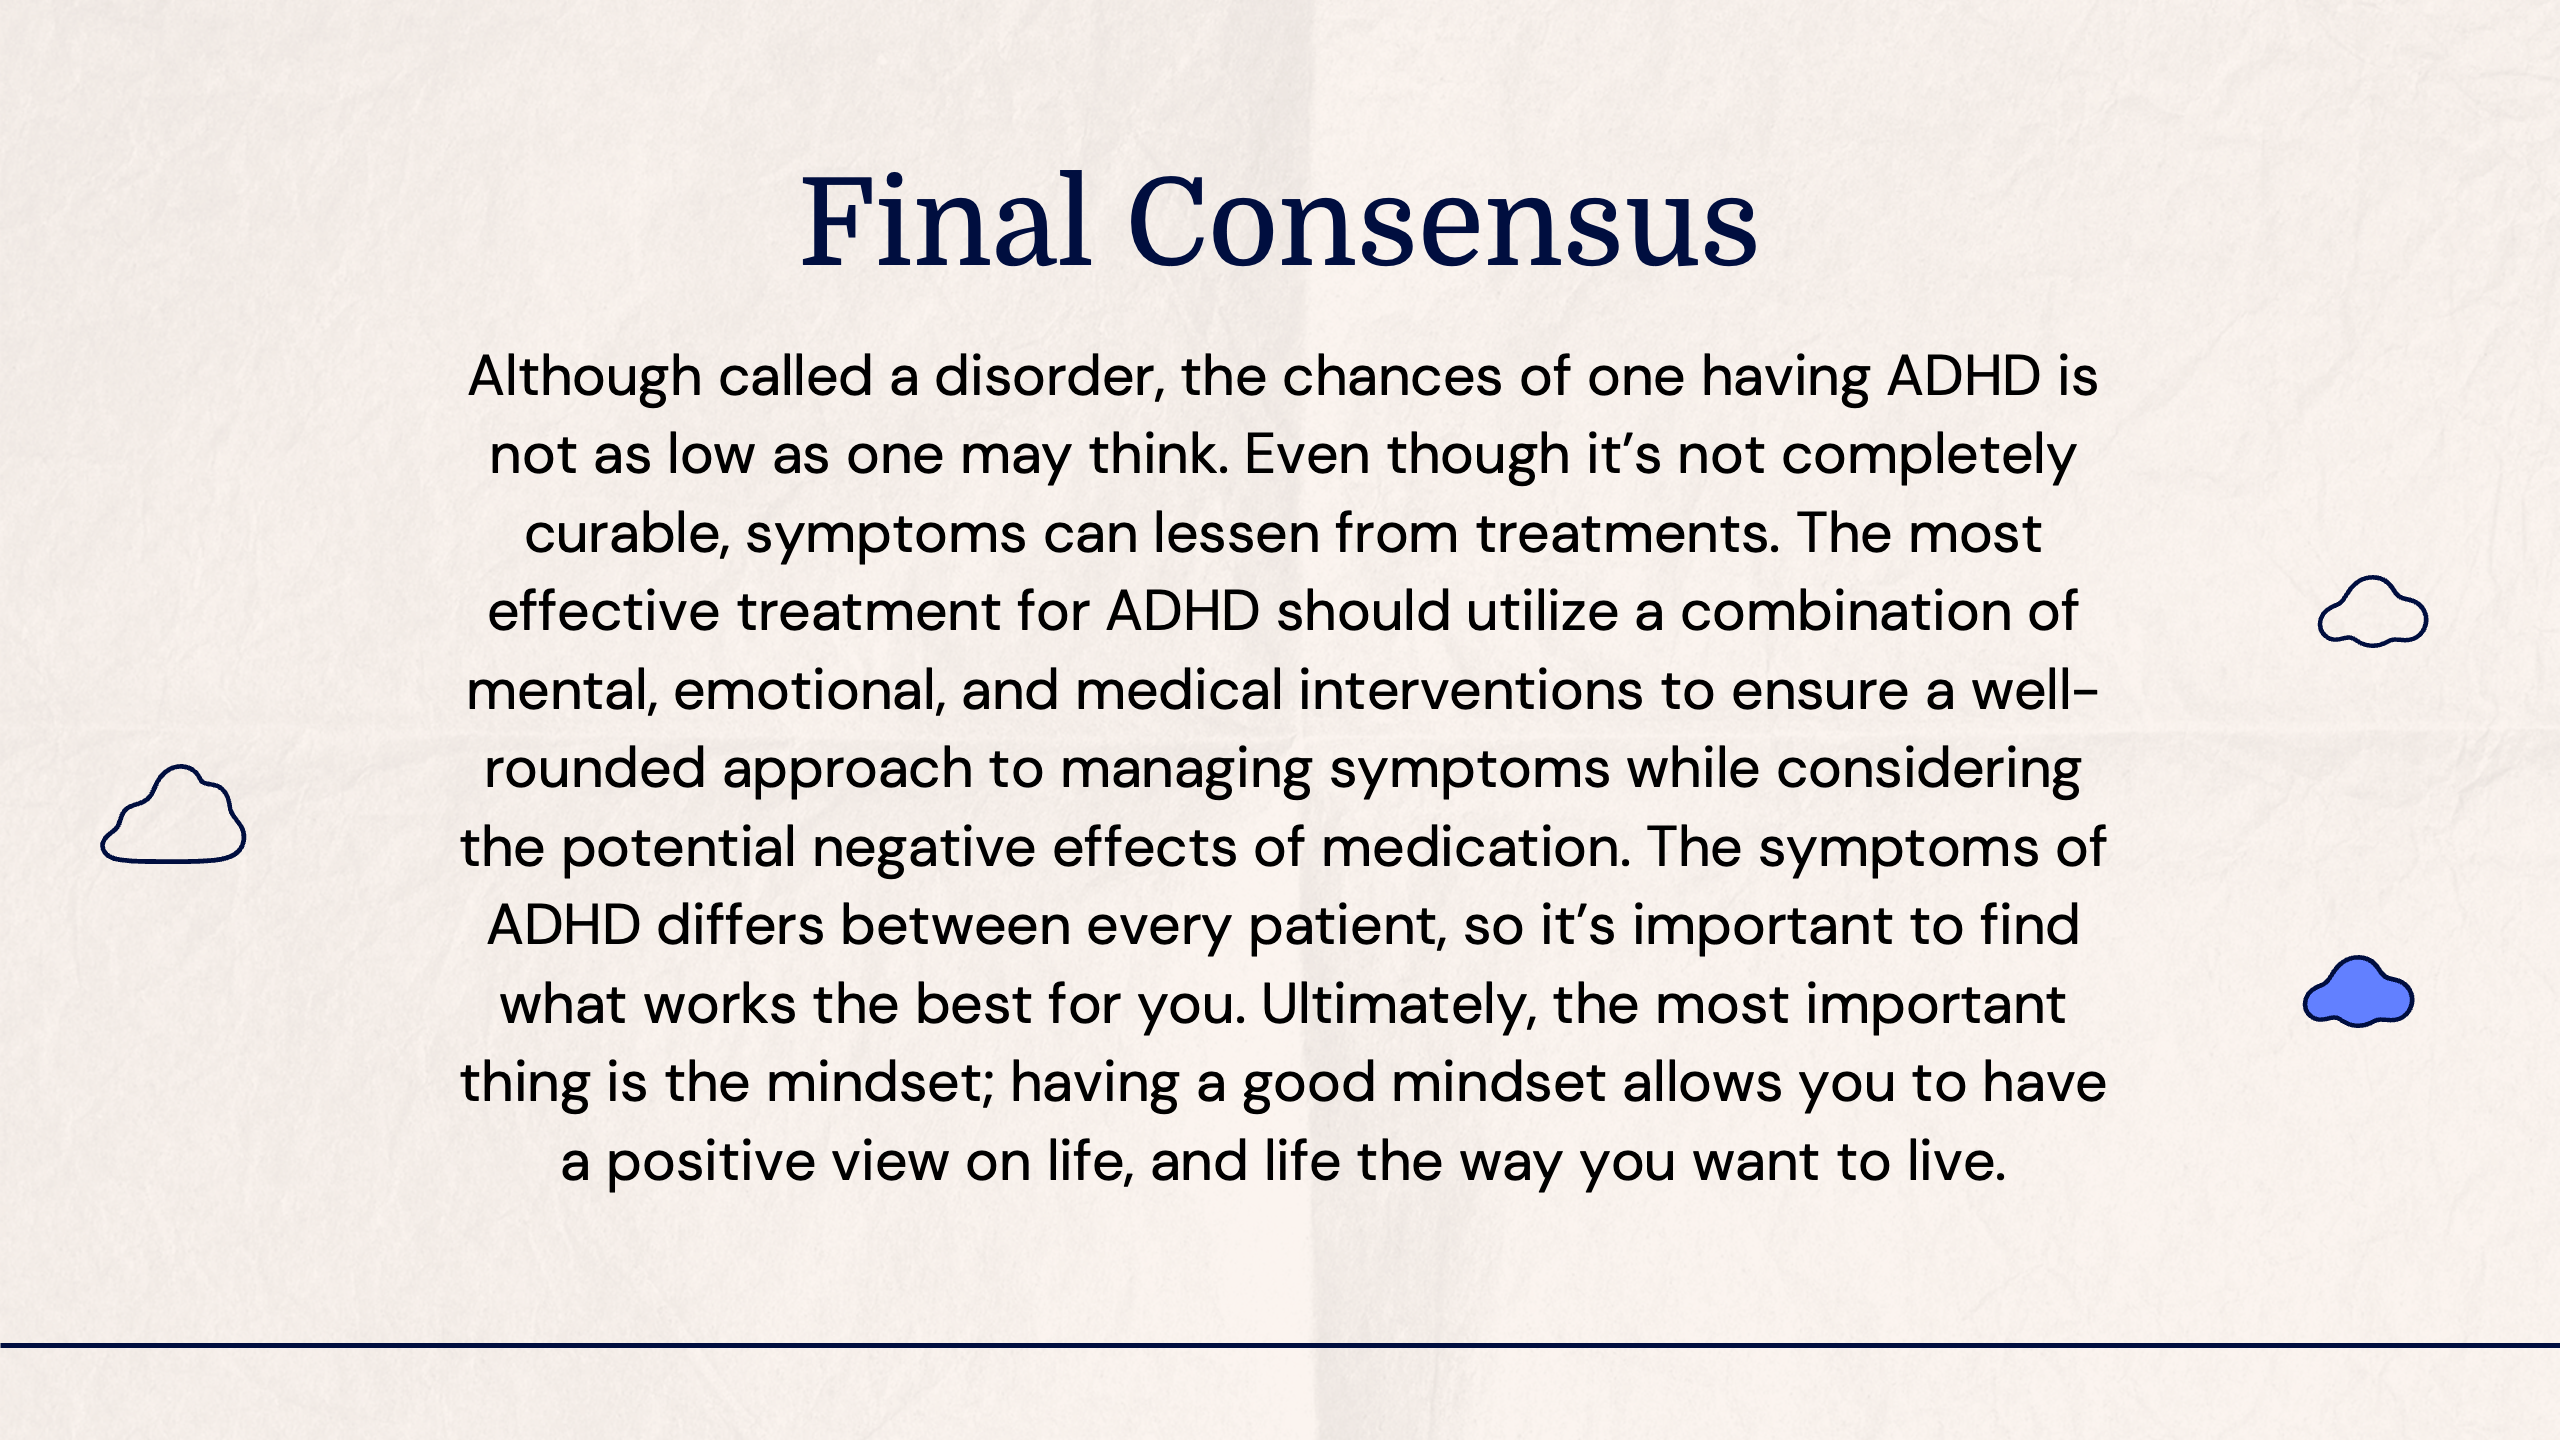 Final Consensus
Although called a disorder, the chances of one having ADHD is
not as low as one may think. Even though it’s not completely
curable, symptoms can lessen from treatments. The most
effective treatment for ADHD should utilize a combination of
mental, emotional, and medical interventions to ensure a well-
rounded approach to managing symptoms while considering
the potential negative effects of medication. The symptoms of
ADHD differs between every patient, so it’s important to find
what works the best for you. Ultimately, the most important
thing is the mindset; having a good mindset allows you to have
a positive view on life, and life the way you want to live.